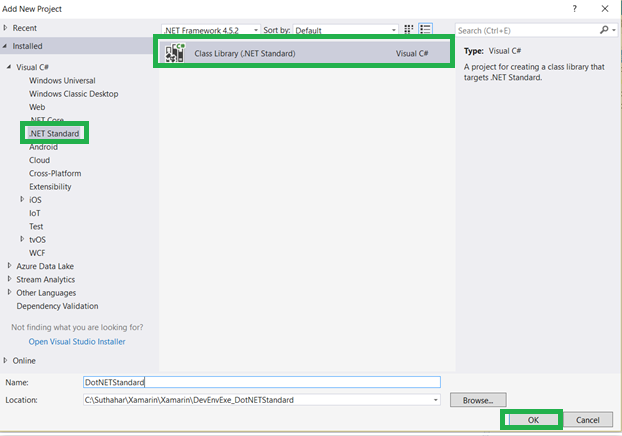 Add New Project
?
Recent
.NET Framework 4.5.2 Sort by: Default
Search (Ctrl+E)
Installed
Class Library (.NET Standard) Visual C#
Type: Visual C#
A project for creating a class library that
targets .NET Standard.
Visual C#
Windows Universal
Windows Classic Desktop
Web
.NET Core
.NET Standard
Android
Cloud
Cross-Platform
Extensibility
iOS
IoT
Test
tvOS
WCF
Azure Data Lake
Stream Analytics
Other Languages
Dependency Validation
Not finding what you are looking for?
Open Visual Studio Installer
Online
Name: DotNETStandard
Location: C:\Suthahar\Xamarin\Xamarin\DevEnvExe_DotNETStandard Browse...
OK Cancel